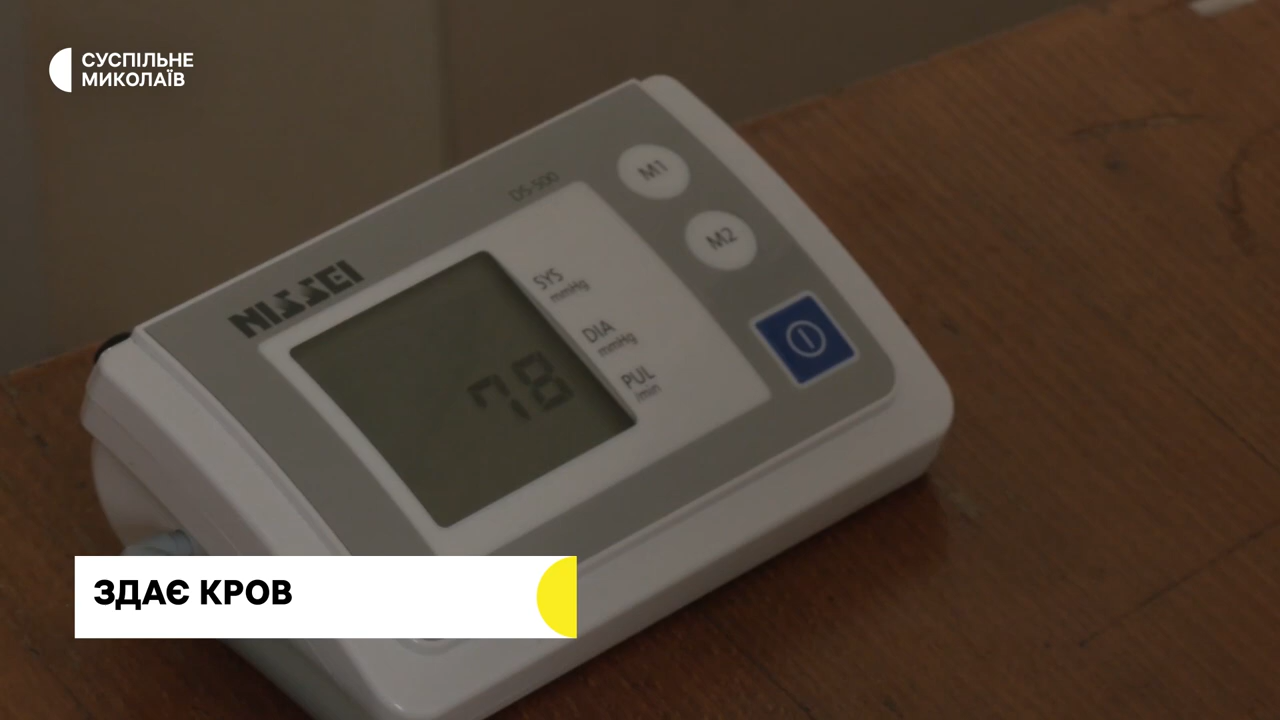 СУСПІЛЬНЕ
МИКОЛАЇВ
DS-500
M1
M2
NISSEI
SYS
mmHg
DIA
mmHg
PUL
/min
78
ЗДАЄ КРОВ